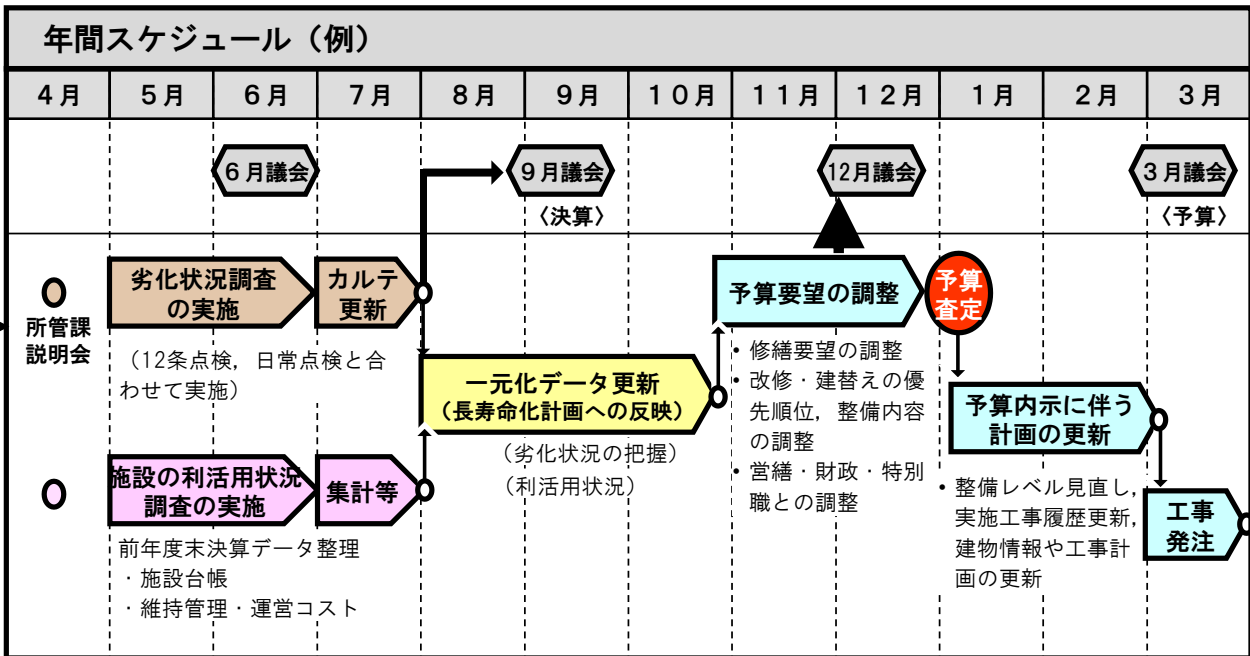 年間スケジュール（例）
4月 5月 6月 7月 8月 9月 10月 11月 12月 1月 2月 3月
6月議会
9月議会
〈決算〉
12月議会
3月議会
〈予算〉
所管課
説明会
劣化状況調査
の実施
（12条点検，日常点検と合
わせて実施）
カルテ
更新
施設の利活用状況
調査の実施
前年度末決算データ整理
・施設台帳
・維持管理・運営コスト
集計等
一元化データ更新
（長寿命化計画への反映）
（劣化状況の把握）
（利活用状況）
予算要望の調整
• 修繕要望の調整
• 改修・建替えの優
先順位，整備内容
の調整
• 営繕・財政・特別
職との調整
予算
査定
予算内示に伴う
計画の更新
• 整備レベル見直し，
実施工事履歴更新，
建物情報や工事計
画の更新
工事
発注